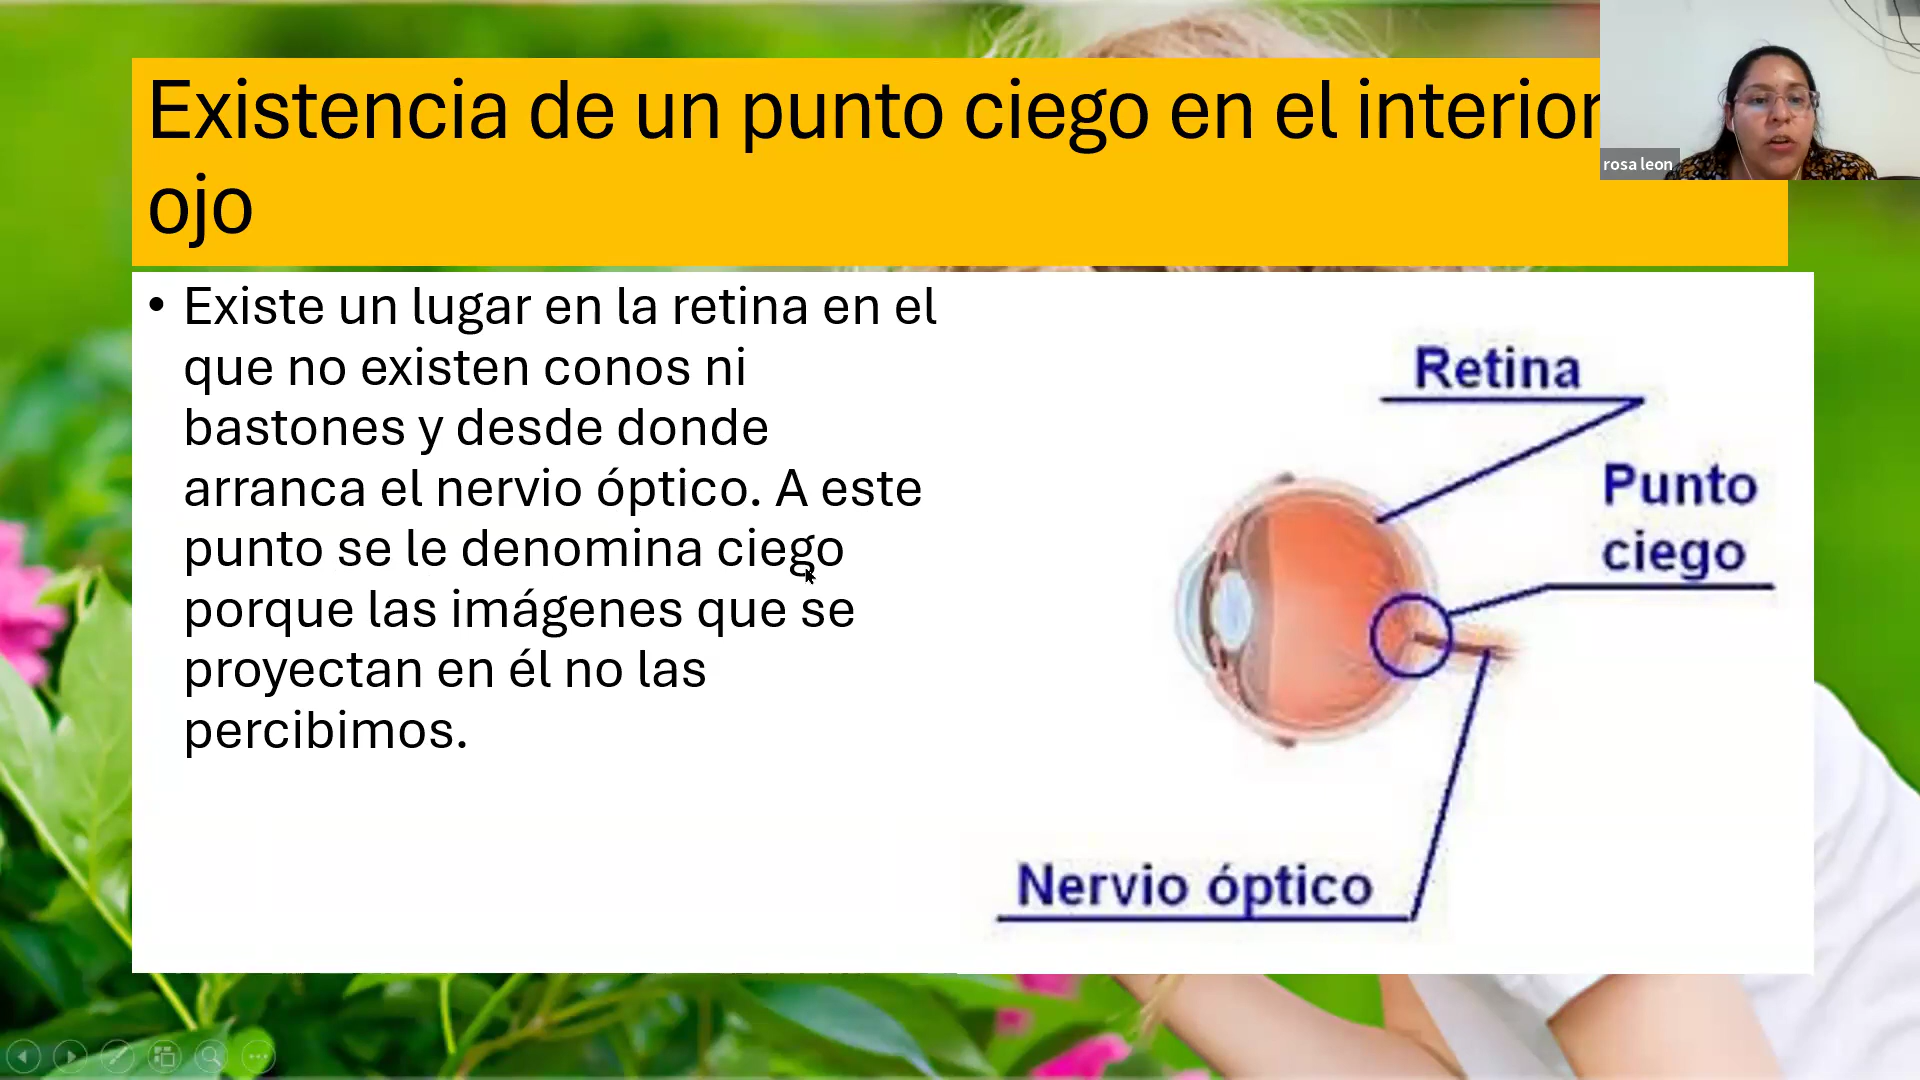 Existencia de un punto ciego en el interior
ojo
rosa leon
• Existe un lugar en la retina en el
que no existen conos ni
bastones y desde donde
arranca el nervio óptico. A este
punto se le denomina ciego
porque las imágenes que se
proyectan en él no las
percibimos.
Retina
Punto
ciego
Nervio óptico